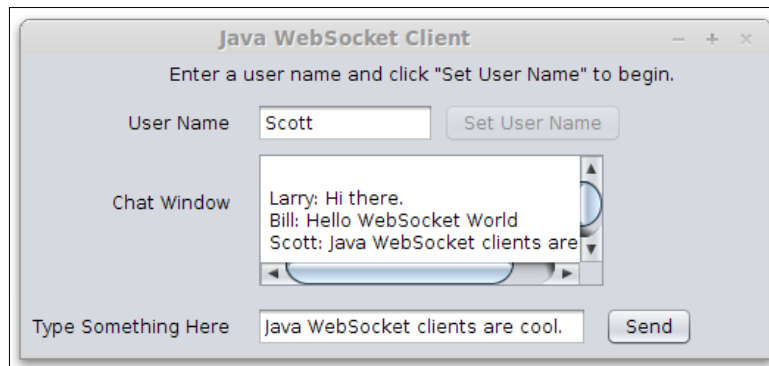 Java WebSocket Client
Enter a user name and click "Set User Name" to begin.
User Name Scott Set User Name
Chat Window
Larry: Hi there.
Bill: Hello WebSocket World
Scott: Java WebSocket clients are
Type Something Here Java WebSocket clients are cool. Send